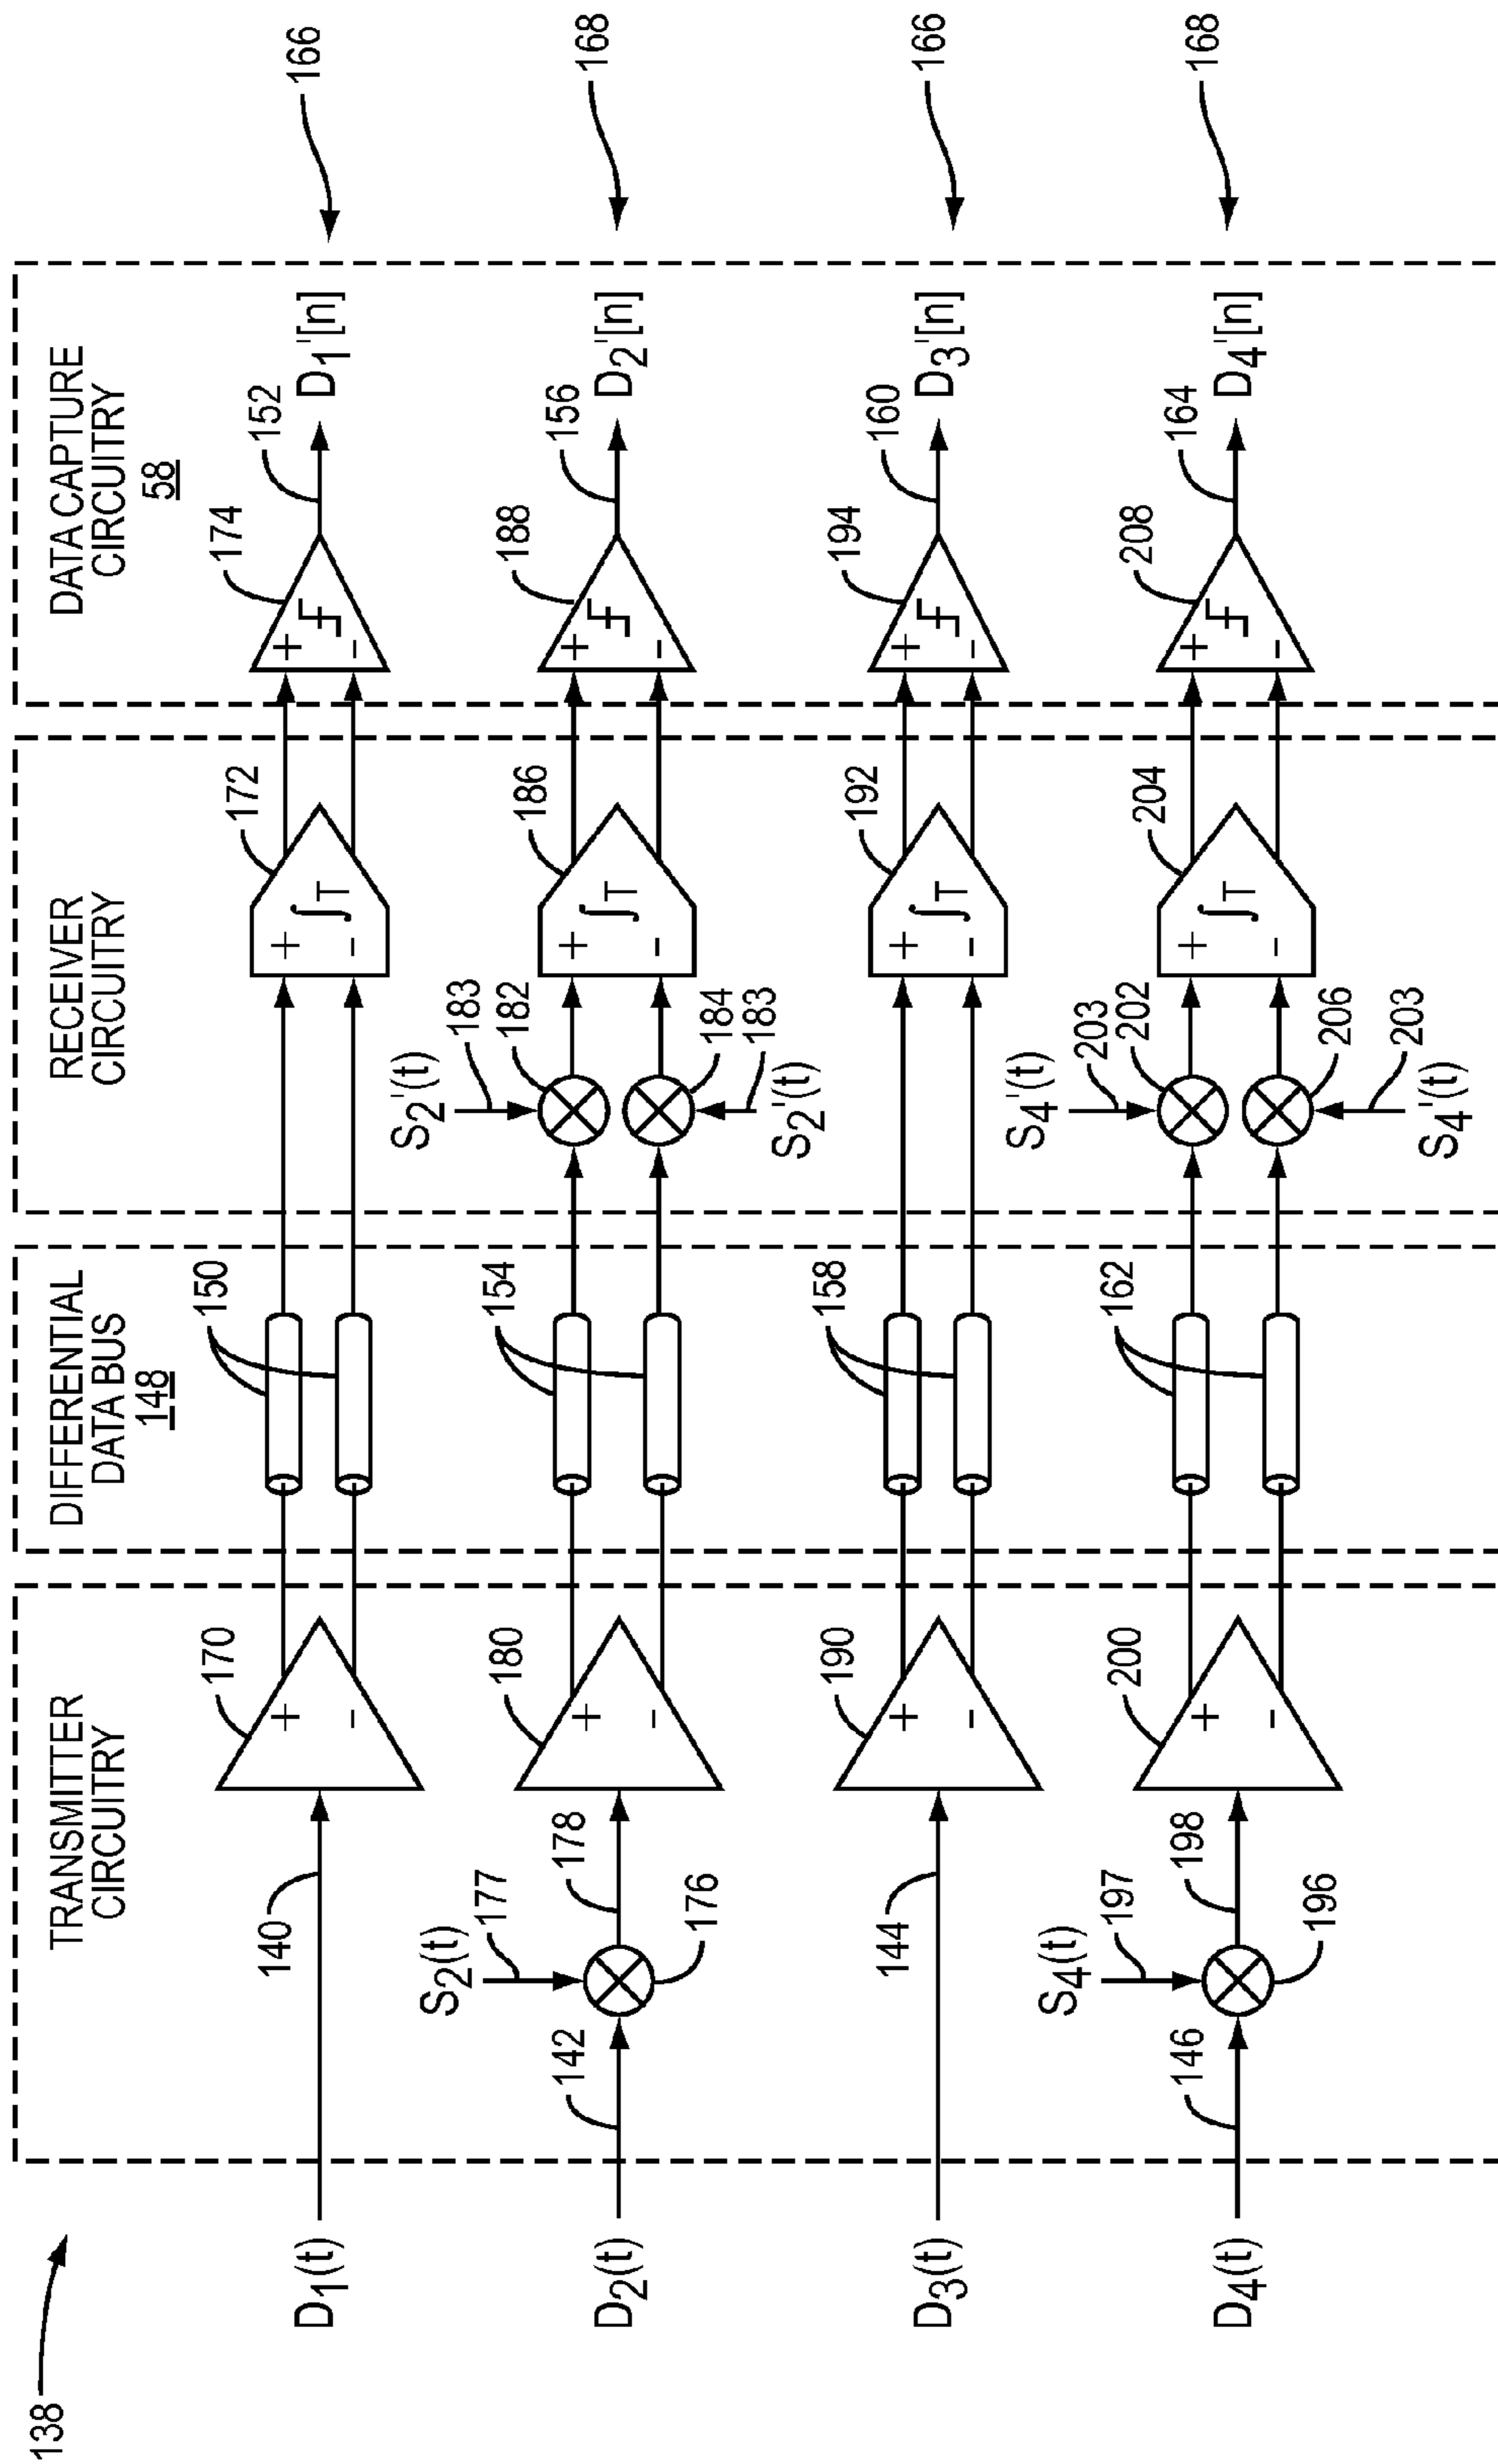 138
TRANSMITTER
CIRCUITRY
DIFFERENTIAL
DATA BUS
148
RECEIVER
CIRCUITRY
DATA CAPTURE
CIRCUITRY
58
D1(t)
140
170
+
-
150
172
+
-
∫T
174
+
-
152
D1'[n]
166
D2(t)
142
S2(t)
177
176
178
180
+
-
154
S2'(t)
183
182
184
183
S2'(t)
186
+
-
∫T
188
+
-
156
D2'[n]
168
D3(t)
144
190
+
-
158
192
+
-
∫T
194
+
-
160
D3'[n]
166
D4(t)
146
S4(t)
197
196
198
200
+
-
162
S4'(t)
203
202
206
203
S4'(t)
204
+
-
∫T
208
+
-
164
D4'[n]
168